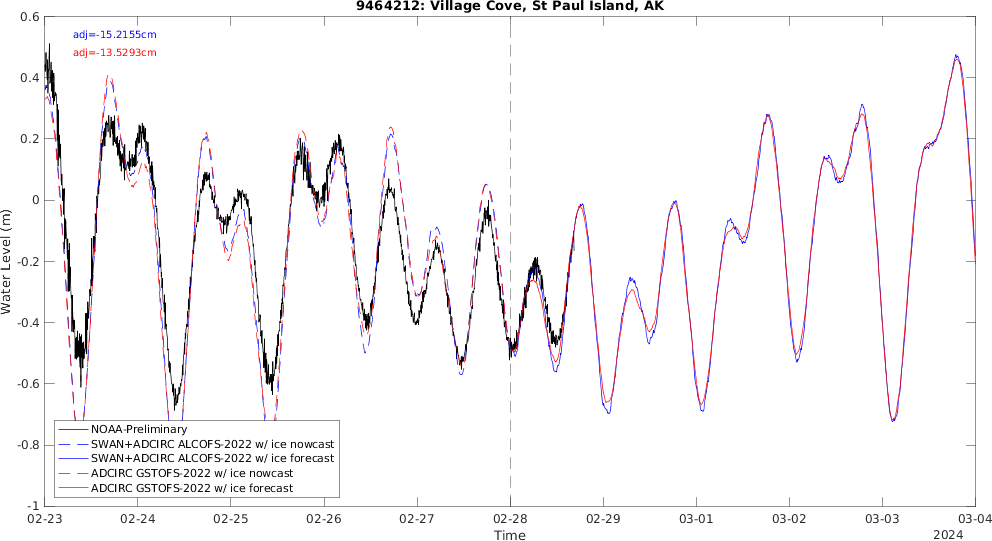 9464212: Village Cove, St Paul Island, AK
adj=-15.2155cm
adj=-13.5293cm
Water Level (m)
0.6
0.4
0.2
0
-0.2
-0.4
-0.6
-0.8
-1
NOAA-Preliminary
SWAN+ADCIRC ALCOFS-2022 w/ ice nowcast
SWAN+ADCIRC ALCOFS-2022 w/ ice forecast
ADCIRC GSTOFS-2022 w/ ice nowcast
ADCIRC GSTOFS-2022 w/ ice forecast
02-23 02-24 02-25 02-26 02-27 02-28 02-29 03-01 03-02 03-03 03-04
Time
2024